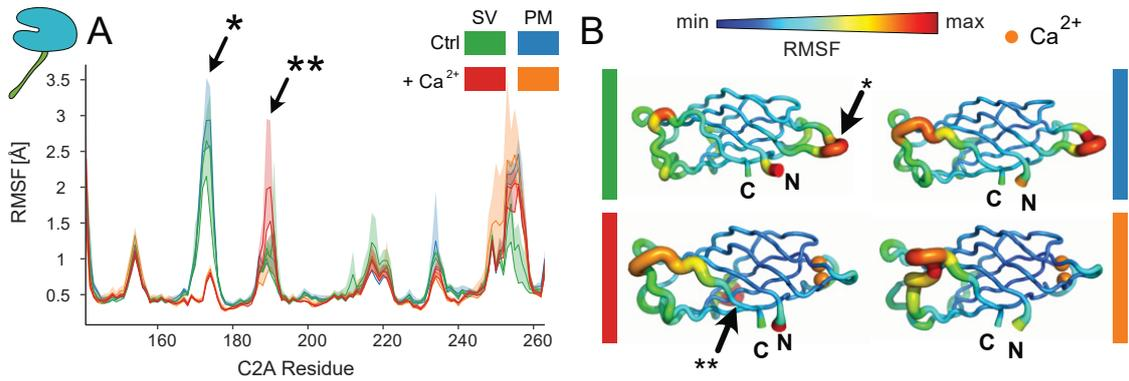 A
*
**
SV PM
Ctrl
+ Ca²⁺
3.5
3
2.5
2
1.5
1
0.5
RMSF [Å]
160 180 200 220 240 260
C2A Residue
B
min max
RMSF
Ca²⁺
*
C N
C N
**
C N
C N